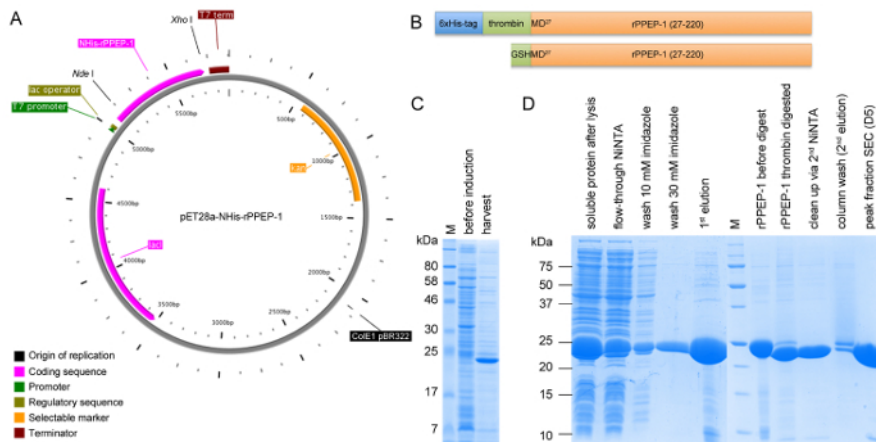 A
Xho I
T7 term
NHis-rPPEP-1
Nde I
lac operator
T7 promoter
500bp
1000bp
kan
1500bp
2000bp
2500bp
3000bp
3500bp
4000bp
4500bp
5000bp
5500bp
lacI
pET28a-NHis-rPPEP-1
ColE1 pBR322
Origin of replication
Coding sequence
Promoter
Regulatory sequence
Selectable marker
Terminator
B
6xHis-tag
thrombin
MD27
rPPEP-1 (27-220)
GSHMD27
rPPEP-1 (27-220)
C
M
before induction
harvest
kDa
80
58
46
30
25
17
7
D
soluble protein after lysis
flow-through NiNTA
wash 10 mM imidazole
wash 30 mM imidazole
1st elution
M
rPPEP-1 before digest
rPPEP-1 thrombin digested
clean up via 2nd NiNTA
column wash (2nd elution)
peak fraction SEC (D5)
kDa
75
50
37
25
20
15
10